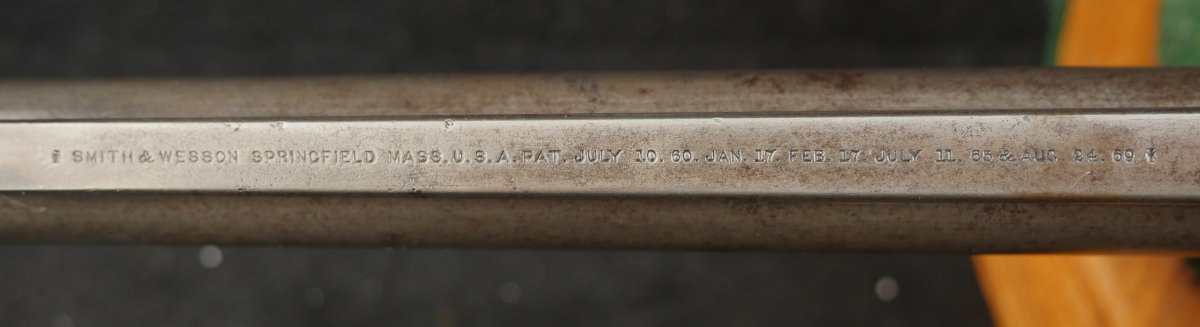 SMITH & WESSON SPRINGFIELD MASS. U.S.A. PAT. JULY 10. 60. JAN. 17. FEB. 17. JULY 11. 65 & AUG. 24. 69.